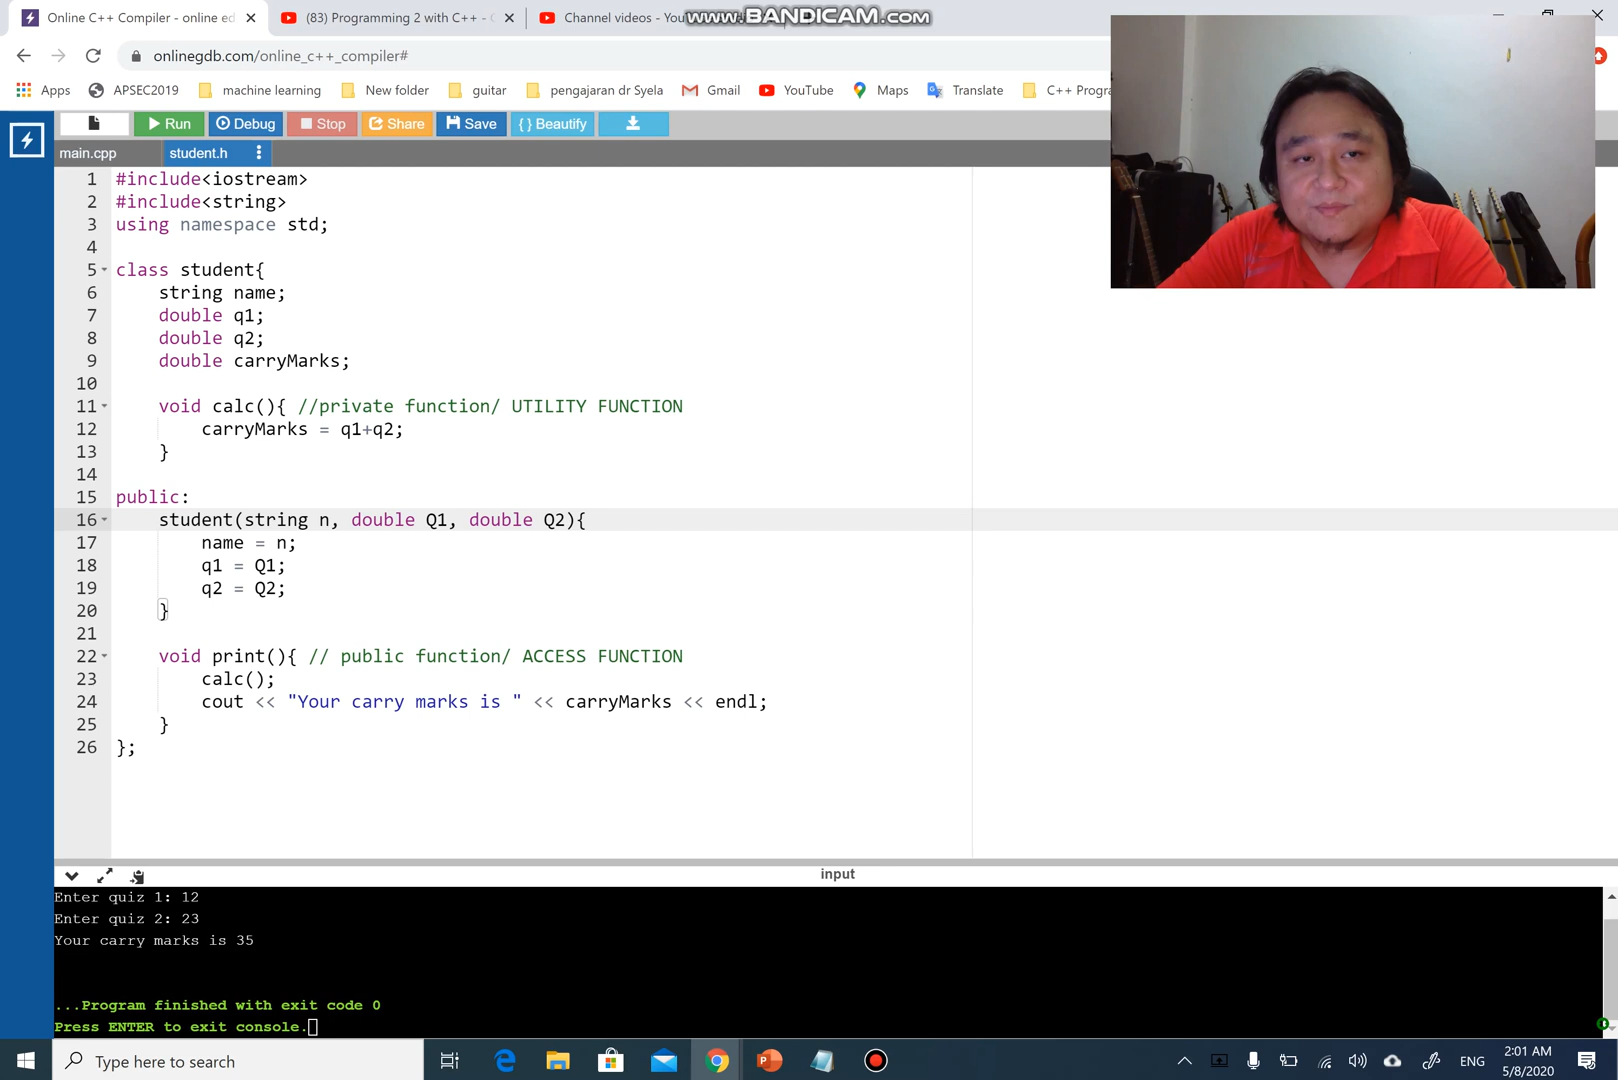 Online C++ Compiler - online ed
(83) Programming 2 with C++ -
Channel videos - You
www.BANDICAM.com
onlinegdb.com/online_c++_compiler#
Apps
APSEC2019
machine learning
New folder
guitar
pengajaran dr Syela
Gmail
YouTube
Maps
Translate
C++ Progra
Run
Debug
Stop
Share
Save
{ } Beautify
main.cpp
student.h
1 #include<iostream>
2 #include<string>
3 using namespace std;
4
5 class student{
6 string name;
7 double q1;
8 double q2;
9 double carryMarks;
10
11 void calc(){ //private function/ UTILITY FUNCTION
12 carryMarks = q1+q2;
13 }
14
15 public:
16 student(string n, double Q1, double Q2){
17 name = n;
18 q1 = Q1;
19 q2 = Q2;
20 }
21
22 void print(){ // public function/ ACCESS FUNCTION
23 calc();
24 cout << "Your carry marks is " << carryMarks << endl;
25 }
26 };
input
Enter quiz 1: 12
Enter quiz 2: 23
Your carry marks is 35
...Program finished with exit code 0
Press ENTER to exit console.
Type here to search
ENG
2:01 AM
5/8/2020